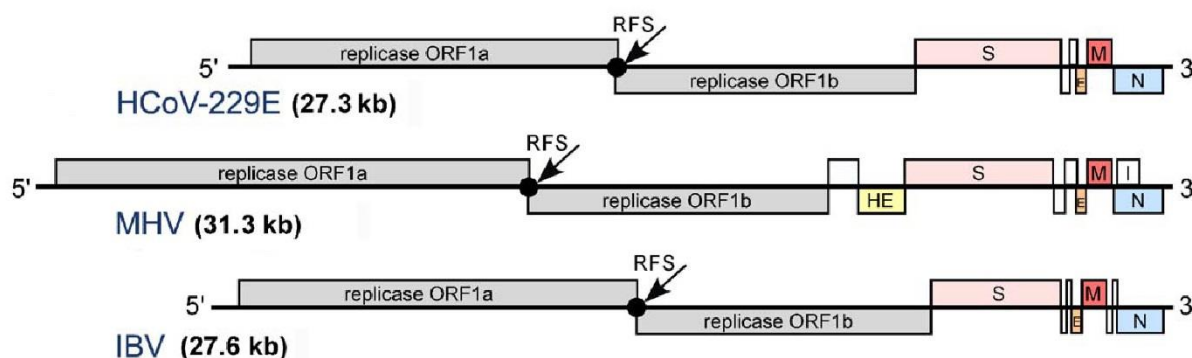 RFS
replicase ORF1a S M
5' 3
replicase ORF1b E N
HCoV-229E (27.3 kb)
RFS
replicase ORF1a S M I
5' 3
replicase ORF1b HE E N
MHV (31.3 kb)
RFS
replicase ORF1a S M
5' 3
replicase ORF1b E N
IBV (27.6 kb)